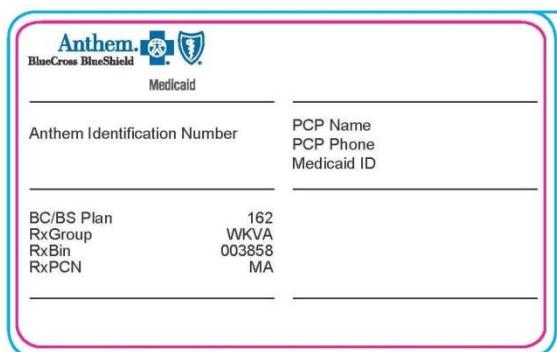 Anthem.
BlueCross BlueShield
Medicaid
Anthem Identification Number
PCP Name
PCP Phone
Medicaid ID
BC/BS Plan 162
RxGroup WKVA
RxBin 003858
RxPCN MA